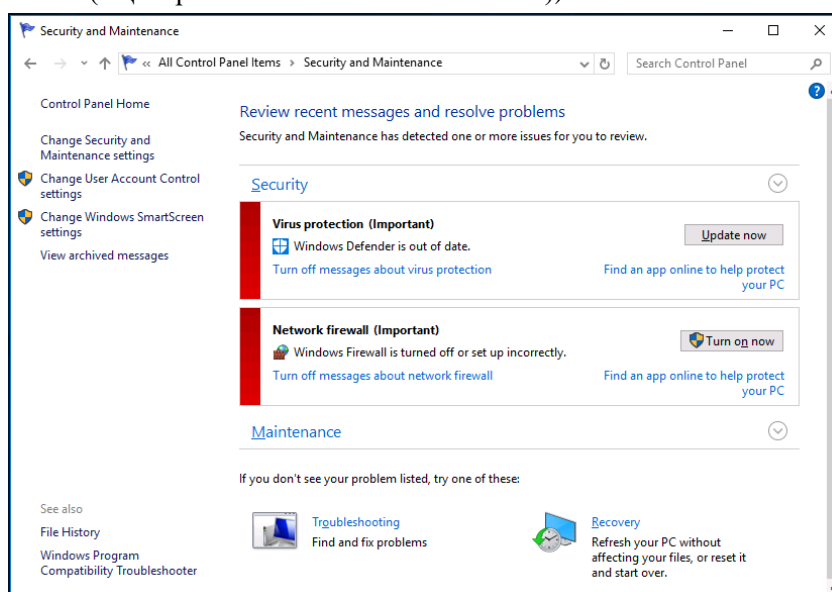 Security and Maintenance
All Control Panel Items › Security and Maintenance
Search Control Panel
Control Panel Home
Change Security and
Maintenance settings
Change User Account Control
settings
Change Windows SmartScreen
settings
View archived messages
Review recent messages and resolve problems
Security and Maintenance has detected one or more issues for you to review.
Security
Virus protection (Important)
Windows Defender is out of date.
Update now
Turn off messages about virus protection
Find an app online to help protect
your PC
Network firewall (Important)
Windows Firewall is turned off or set up incorrectly.
Turn on now
Turn off messages about network firewall
Find an app online to help protect
your PC
Maintenance
If you don't see your problem listed, try one of these:
Troubleshooting
Find and fix problems
Recovery
Refresh your PC without
affecting your files, or reset it
and start over.
See also
File History
Windows Program
Compatibility Troubleshooter